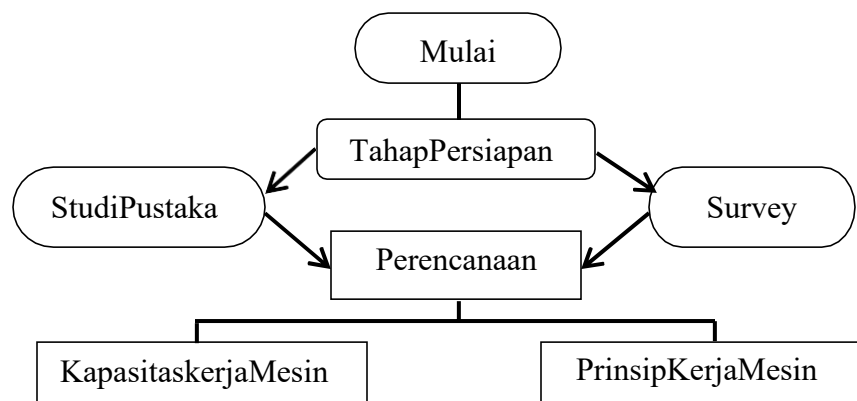 Mulai
TahapPersiapan
StudiPustaka
Survey
Perencanaan
KapasitaskerjaMesin
PrinsipKerjaMesin